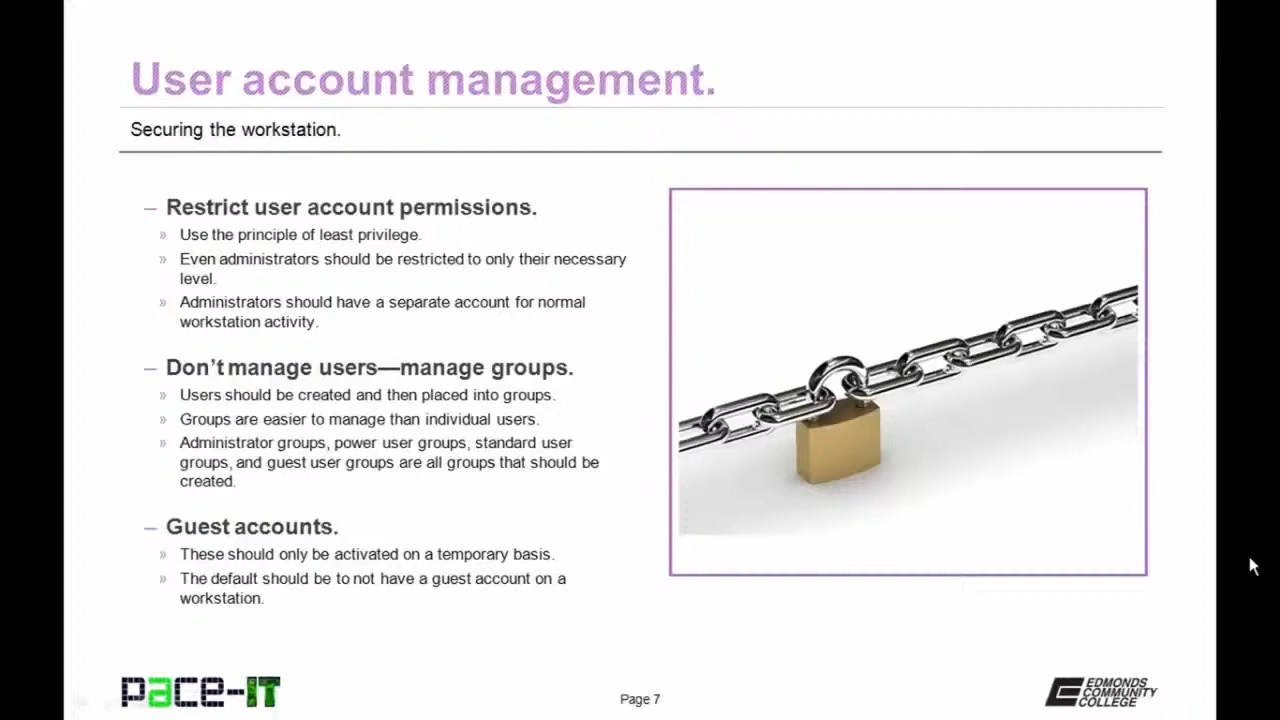 User account management.
Securing the workstation.
– Restrict user account permissions.
» Use the principle of least privilege.
» Even administrators should be restricted to only their necessary
level.
» Administrators should have a separate account for normal
workstation activity.
– Don't manage users—manage groups.
» Users should be created and then placed into groups.
» Groups are easier to manage than individual users.
» Administrator groups, power user groups, standard user
groups, and guest user groups are all groups that should be
created.
– Guest accounts.
» These should only be activated on a temporary basis.
» The default should be to not have a guest account on a
workstation.
pace-IT
Page 7
EDMONDS
COMMUNITY
COLLEGE